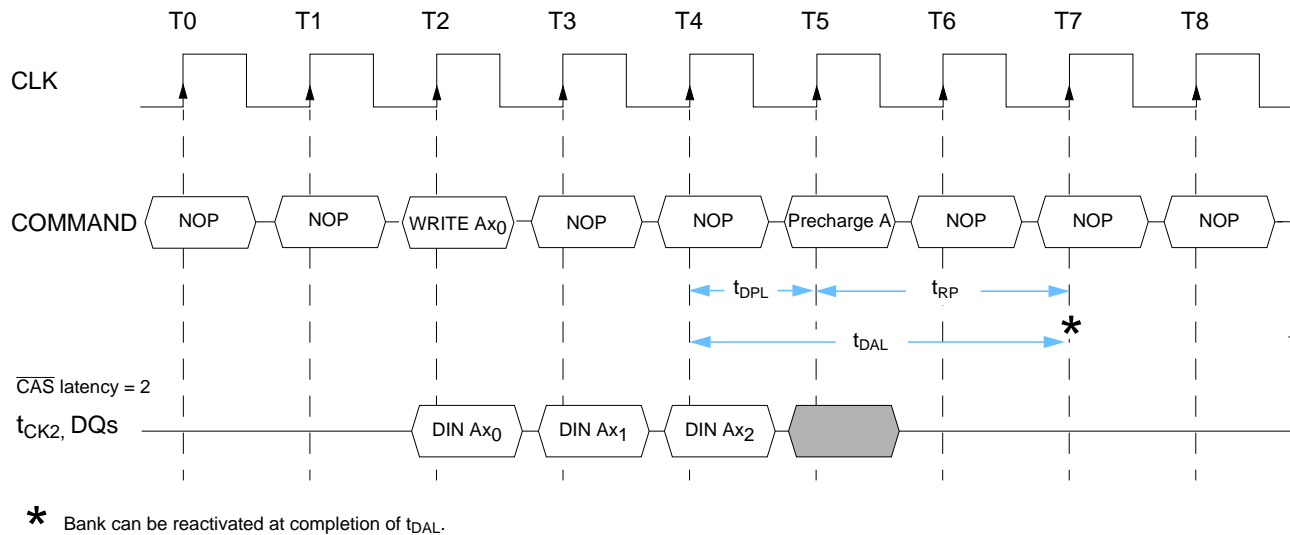 T0 T1 T2 T3 T4 T5 T6 T7 T8
CLK
COMMAND NOP NOP WRITE Ax0 NOP NOP Precharge A NOP NOP NOP
tDPL tRP
*
tDAL
CAS latency = 2
tCK2, DQs DIN Ax0 DIN Ax1 DIN Ax2
* Bank can be reactivated at completion of tDAL.